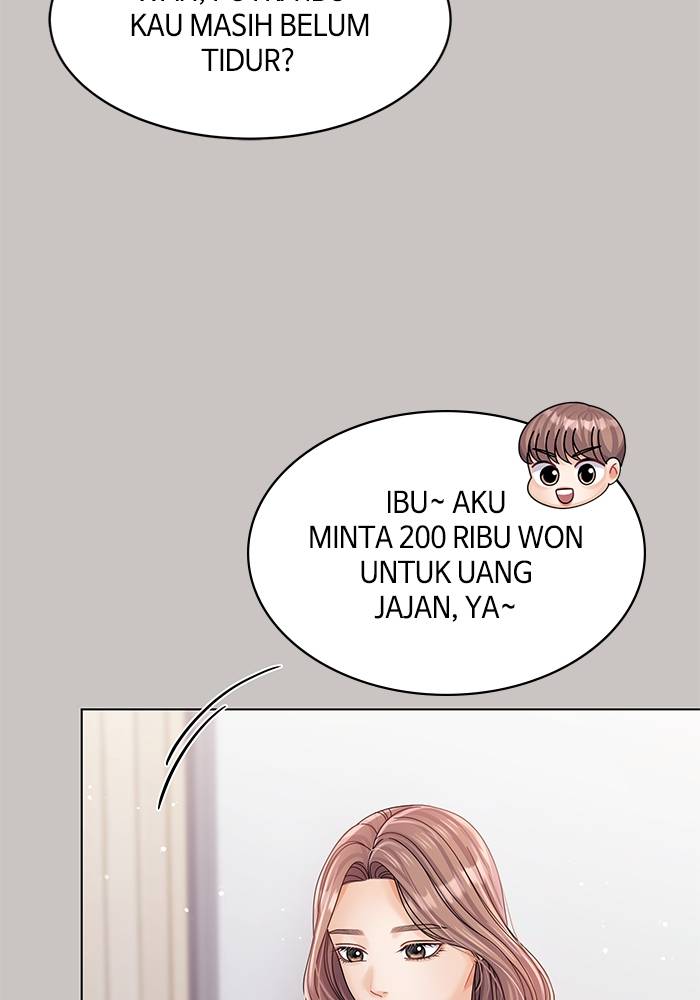 KAU MASIH BELUM
TIDUR?
IBU~ AKU
MINTA 200 RIBU WON
UNTUK UANG
JAJAN, YA~